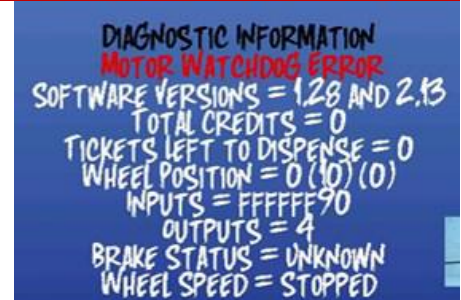 DIAGNOSTIC INFORMATION
MOTOR WATCHDOG ERROR
SOFTWARE VERSIONS = 1.28 AND 2.13
TOTAL CREDITS = 0
TICKETS LEFT TO DISPENSE = 0
WHEEL POSITION = 0 (10) (0)
INPUTS = FFFFFF90
OUTPUTS = 4
BRAKE STATUS = UNKNOWN
WHEEL SPEED = STOPPED